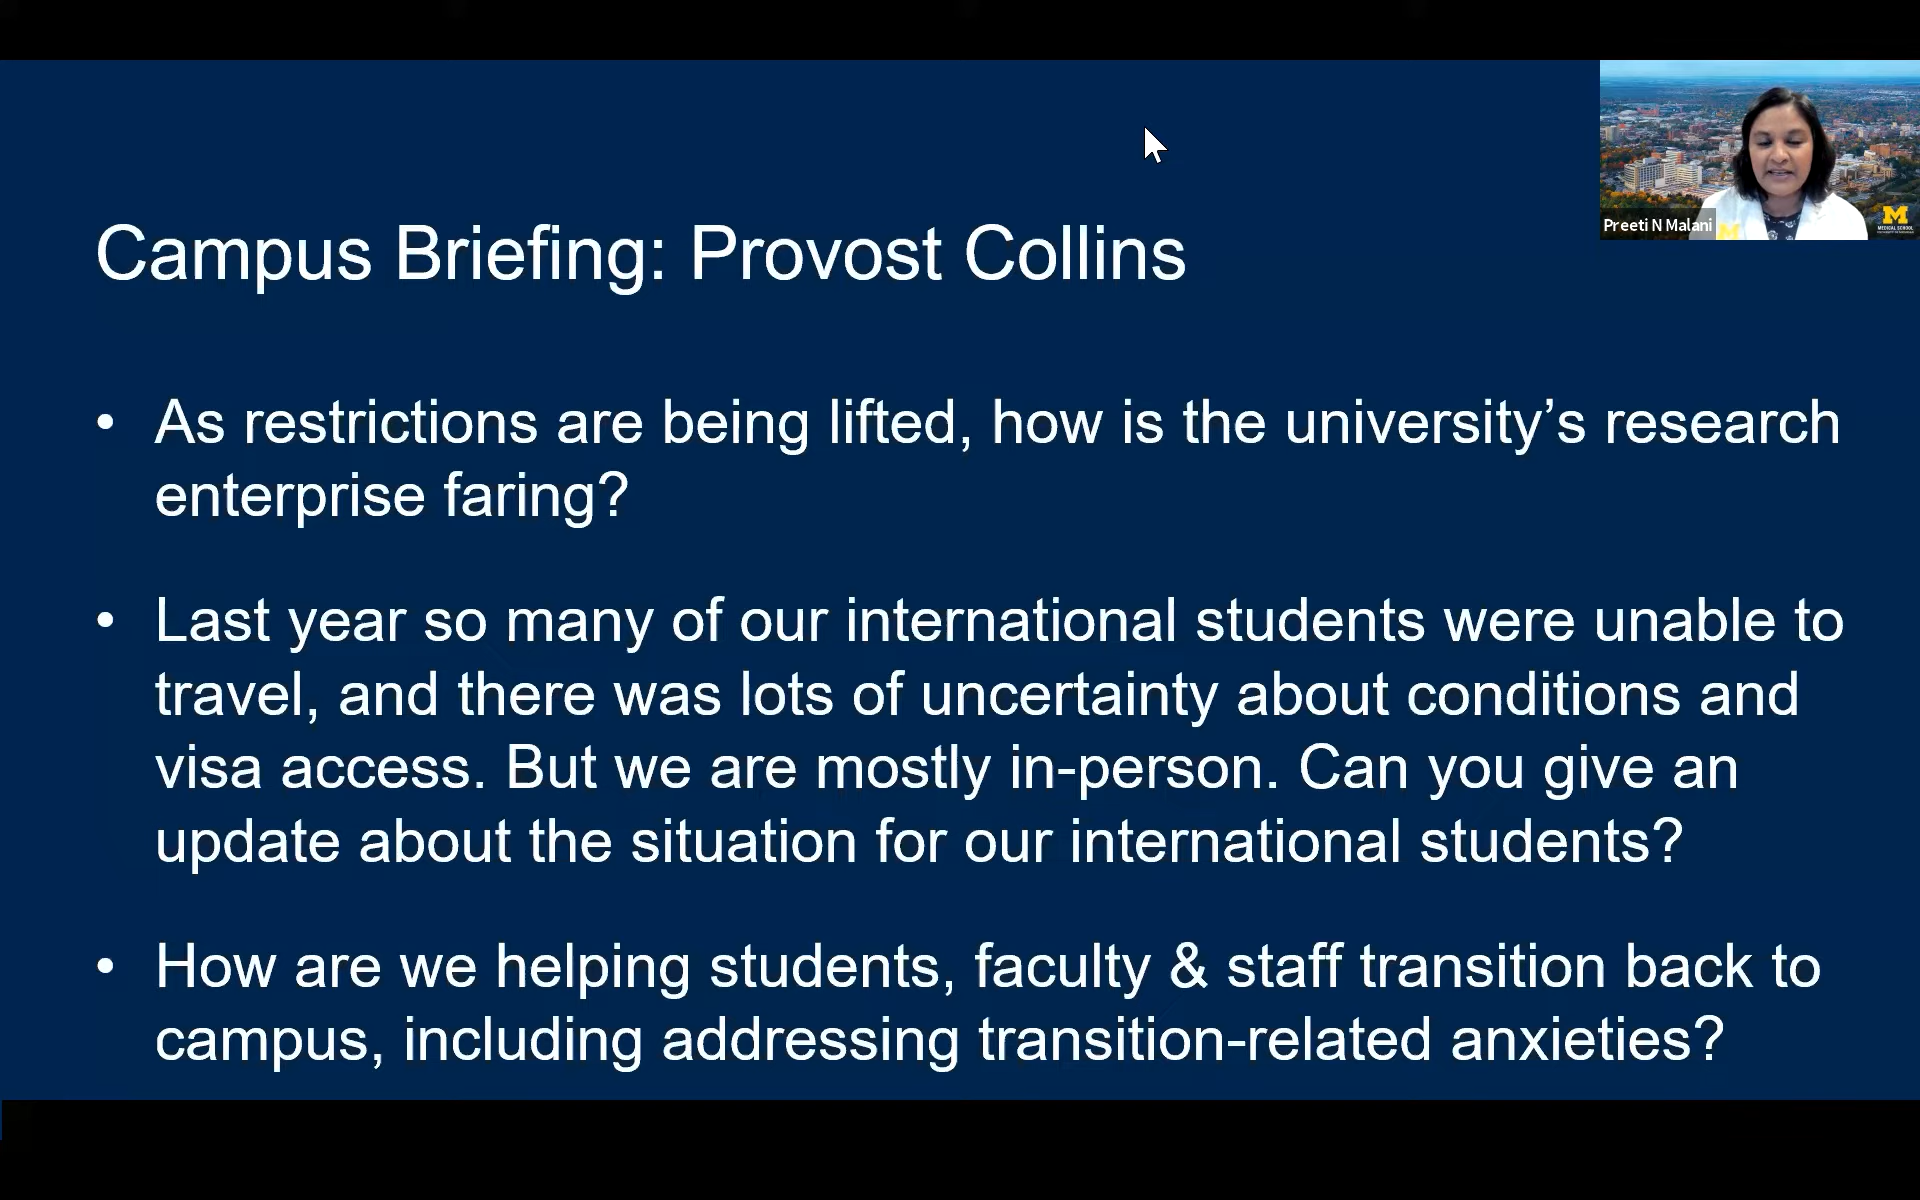 Campus Briefing: Provost Collins
• As restrictions are being lifted, how is the university’s research
enterprise faring?
• Last year so many of our international students were unable to
travel, and there was lots of uncertainty about conditions and
visa access. But we are mostly in-person. Can you give an
update about the situation for our international students?
• How are we helping students, faculty & staff transition back to
campus, including addressing transition-related anxieties?
Preeti N Malani
M
M
MEDICAL SCHOOL